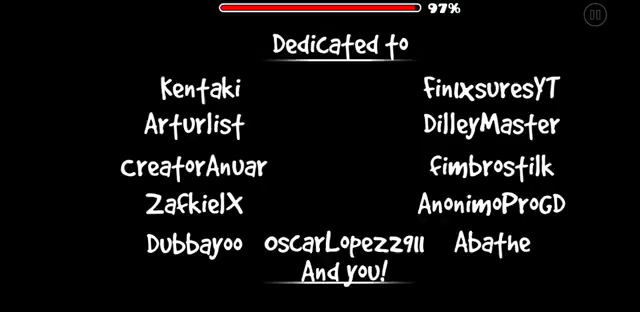 97%
Dedicated to
Kentaki FinixsuresYT
Arturlist DilleyMaster
CreatorAnuar fimbrostilk
ZafkielX AnonimoProGD
Dubbayoo OscarLopez2911 Abathe
And you!